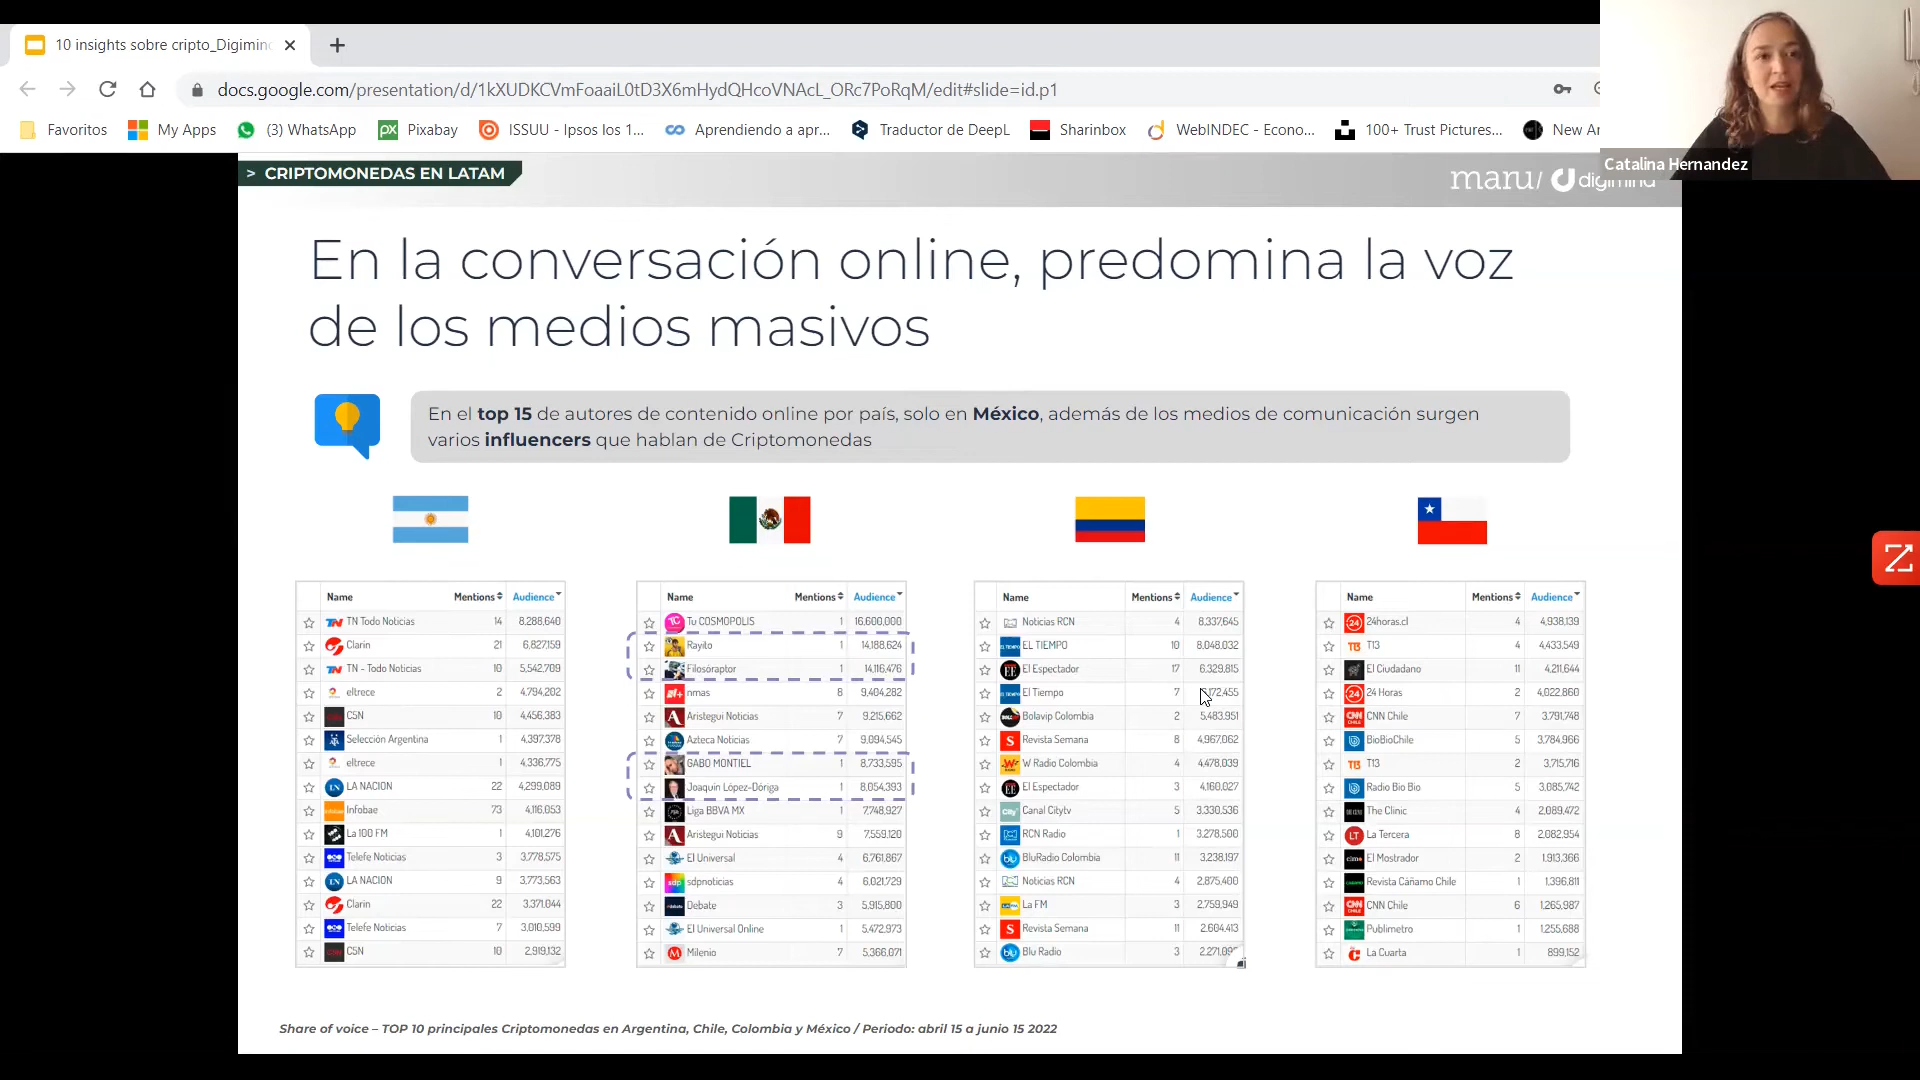 10 insights sobre cripto_Digimind
docs.google.com/presentation/d/1kXUDKCVmFoaaiL0tD3X6mHydQHcoVNAcL_ORc7PoRqM/edit#slide=id.p1
Favoritos My Apps (3) WhatsApp Pixabay ISSUU - Ipsos los 1... Aprendiendo a apr... Traductor de DeepL Sharinbox WebINDEC - Econo... 100+ Trust Pictures... New Ar
Catalina Hernandez
> CRIPTOMONEDAS EN LATAM
maru/ digimind
En la conversación online, predomina la voz
de los medios masivos
En el top 15 de autores de contenido online por país, solo en México, además de los medios de comunicación surgen
varios influencers que hablan de Criptomonedas
Name Mentions Audience
TN Todo Noticias 14 8,288,640
Clarín 21 6,827,159
TN - Todo Noticias 10 5,542,789
eltrece 2 4,794,202
C5N 10 4,456,383
Selección Argentina 1 4,397,378
eltrece 1 4,336,775
LA NACION 22 4,299,089
Infobae 73 4,116,053
La 100 FM 1 4,101,276
Telefe Noticias 3 3,778,575
LA NACION 9 3,773,563
Clarín 22 3,371,044
Telefe Noticias 7 3,010,599
C5N 10 2,919,132
Name Mentions Audience
Tu COSMOPOLIS 1 16,600,000
Rayito 1 14,188,624
Filosóraptor 1 14,116,476
nmas 8 9,404,282
Aristegui Noticias 7 9,215,662
Azteca Noticias 7 9,094,545
GABO MONTIEL 1 8,733,595
Joaquín López-Dóriga 1 8,054,393
Liga BBVA MX 1 7,748,927
Aristegui Noticias 9 7,559,120
El Universal 4 6,761,867
sdpnoticias 4 6,021,729
Debate 3 5,915,800
El Universal Online 1 5,472,973
Milenio 7 5,366,071
Name Mentions Audience
Noticias RCN 4 8,337,645
EL TIEMPO 10 8,048,032
El Espectador 17 6,329,815
El Tiempo 7
Bolavip Colombia 2 5,483,951
Revista Semana 8 4,967,062
W Radio Colombia 4 4,478,039
El Espectador 3 4,160,027
Canal Citytv 5 3,330,536
RCN Radio 1 3,278,500
BluRadio Colombia 11 3,238,197
Noticias RCN 4 2,875,400
La FM 3 2,759,949
Revista Semana 11 2,604,413
Blu Radio 3
Name Mentions Audience
24horas.cl 4 4,938,139
T13 4 4,433,549
El Ciudadano 11 4,211,644
24 Horas 2 4,022,860
CNN Chile 7 3,791,748
BioBioChile 5 3,784,966
T13 2 3,715,716
Radio Bio Bio 5 3,085,742
The Clinic 4 2,089,472
La Tercera 8 2,082,954
El Mostrador 2 1,913,366
Revista Cáñamo Chile 1 1,396,811
CNN Chile 6 1,265,987
Publimetro 1 1,255,688
La Cuarta 1 899,152
Share of voice – TOP 10 principales Criptomonedas en Argentina, Chile, Colombia y México / Periodo: abril 15 a junio 15 2022